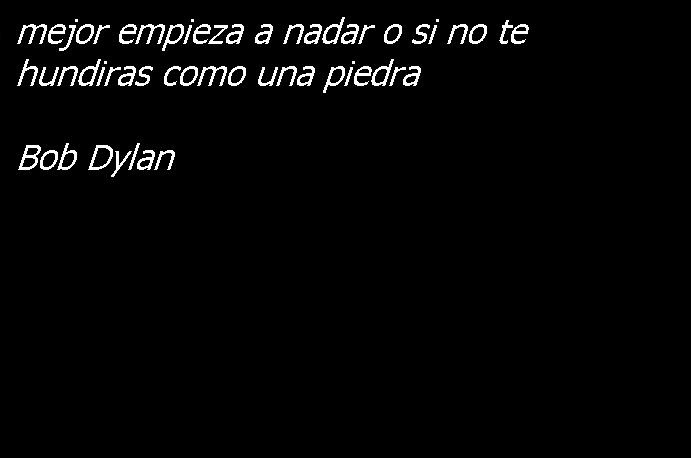 mejor empieza a nadar o si no te
hundiras como una piedra
Bob Dylan